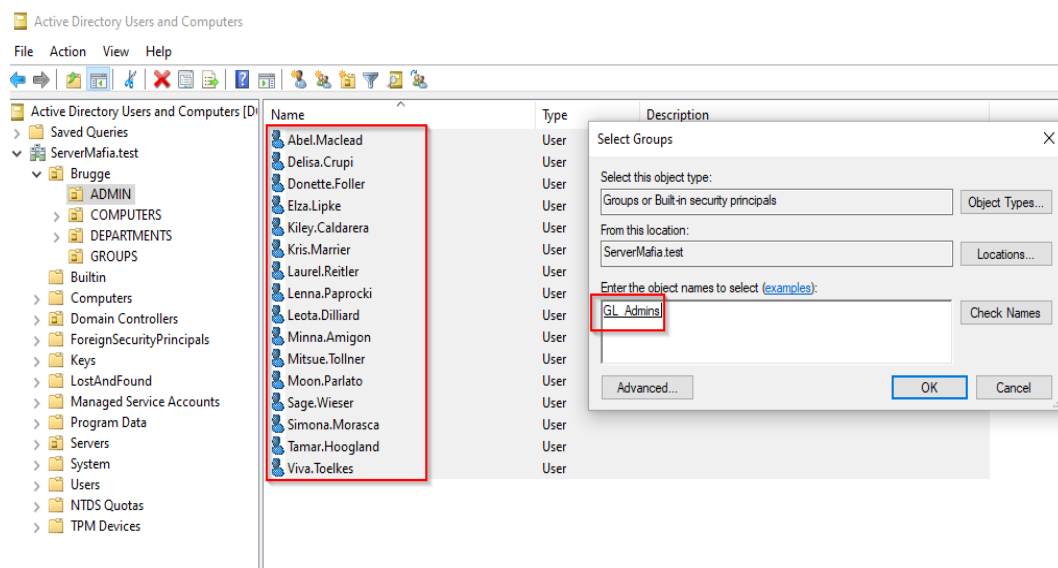 Active Directory Users and Computers
File Action View Help
Active Directory Users and Computers [D
Saved Queries
ServerMafia.test
Brugge
ADMIN
COMPUTERS
DEPARTMENTS
GROUPS
Builtin
Computers
Domain Controllers
ForeignSecurityPrincipals
Keys
LostAndFound
Managed Service Accounts
Program Data
Servers
System
Users
NTDS Quotas
TPM Devices
Name Type Description
Abel.Maclead User
Delisa.Crupi User
Donette.Foller User
Elza.Lipke User
Kiley.Caldarera User
Kris.Marrier User
Laurel.Reitler User
Lenna.Paprocki User
Leota.Dilliard User
Minna.Amigon User
Mitsue.Tollner User
Moon.Parlato User
Sage.Wieser User
Simona.Morasca User
Tamar.Hoogland User
Viva.Toelkes User
Select Groups
Select this object type:
Groups or Built-in security principals Object Types...
From this location:
ServerMafia.test Locations...
Enter the object names to select (examples):
GL_Admins Check Names
Advanced... OK Cancel